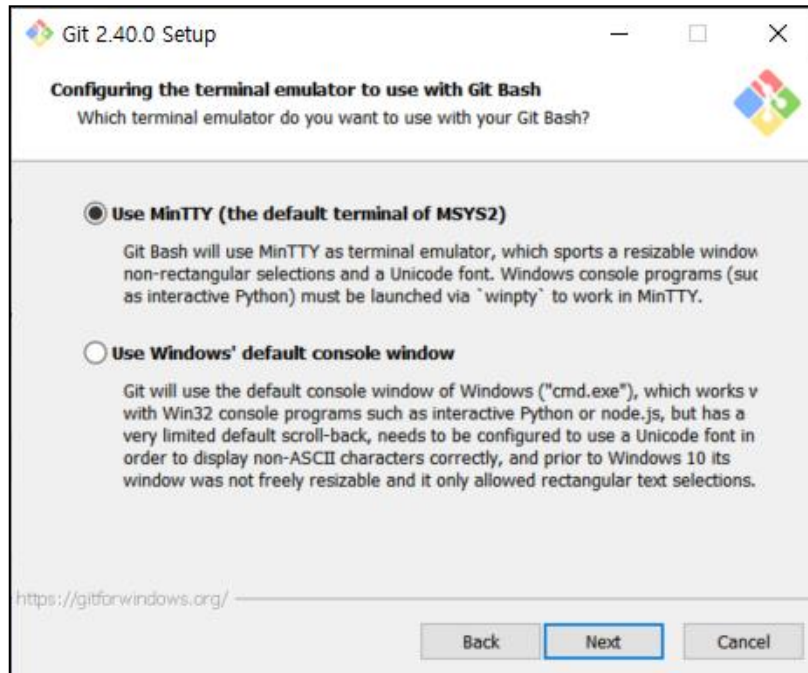 Git 2.40.0 Setup
Configuring the terminal emulator to use with Git Bash
Which terminal emulator do you want to use with your Git Bash?
Use MinTTY (the default terminal of MSYS2)
Git Bash will use MinTTY as terminal emulator, which sports a resizable window
non-rectangular selections and a Unicode font. Windows console programs (suc
as interactive Python) must be launched via `winpty` to work in MinTTY.
Use Windows' default console window
Git will use the default console window of Windows ("cmd.exe"), which works
with Win32 console programs such as interactive Python or node.js, but has a
very limited default scroll-back, needs to be configured to use a Unicode font in
order to display non-ASCII characters correctly, and prior to Windows 10 its
window was not freely resizable and it only allowed rectangular text selections.
https://gitforwindows.org/
Back Next Cancel